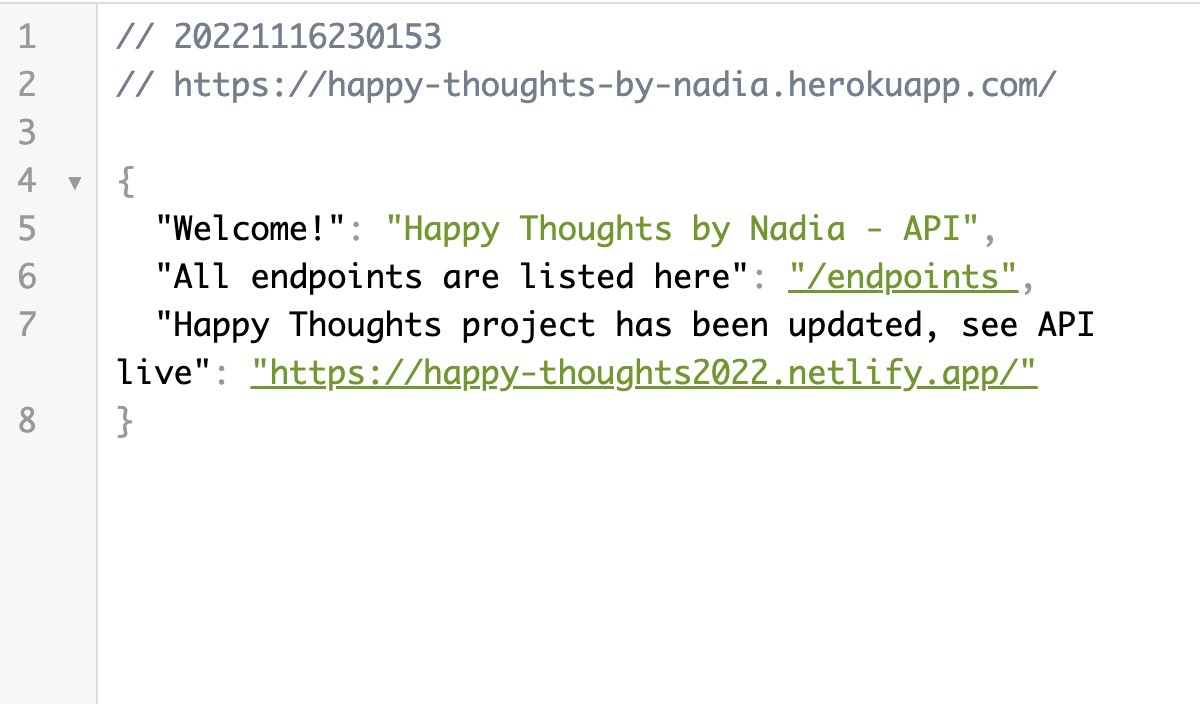 1 // 20221116230153
2 // https://happy-thoughts-by-nadia.herokuapp.com/
3
4 ▼ {
5 "Welcome!": "Happy Thoughts by Nadia - API",
6 "All endpoints are listed here": "/endpoints",
7 "Happy Thoughts project has been updated, see API
live": "https://happy-thoughts2022.netlify.app/"
8 }